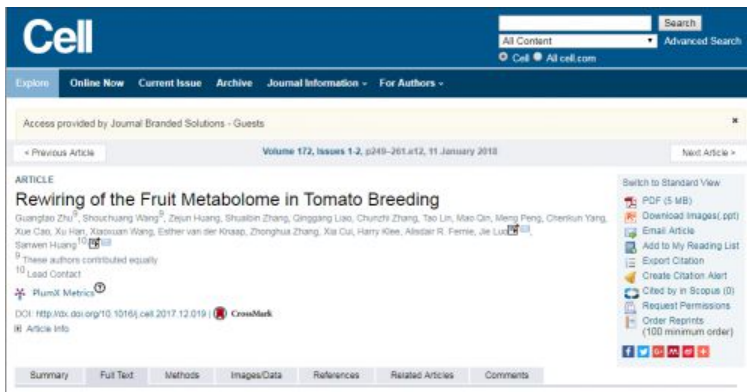 Cell
Search
All Content
Advanced Search
Cell All cell.com
Explore Online Now Current Issue Archive Journal Information For Authors
Access provided by Journal Branded Solutions - Guests
< Previous Article
Volume 172, Issues 1-2, p249–261.e12, 11 January 2018
Next Article >
ARTICLE
Rewiring of the Fruit Metabolome in Tomato Breeding
Guangtao Zhu9, Shouchuang Wang9, Zejun Huang, Shuaibin Zhang, Qinggang Liao, Chunzhi Zhang, Tao Lin, Mao Qin, Meng Peng, Chenkun Yang,
Xue Cao, Xu Han, Xiaoxuan Wang, Esther van der Knaap, Zhonghua Zhang, Xia Cui, Harry Klee, Alisdair R. Fernie, Jie Luo,
Sanwen Huang10
9 These authors contributed equally
10 Lead Contact
PlumX Metrics
DOI: http://dx.doi.org/10.1016/j.cell.2017.12.019 | CrossMark
Article Info
Switch to Standard View
PDF (5 MB)
Download Images(.ppt)
Email Article
Add to My Reading List
Export Citation
Create Citation Alert
Cited by in Scopus (0)
Request Permissions
Order Reprints
(100 minimum order)
Summary Full Text Methods Images/Data References Related Articles Comments